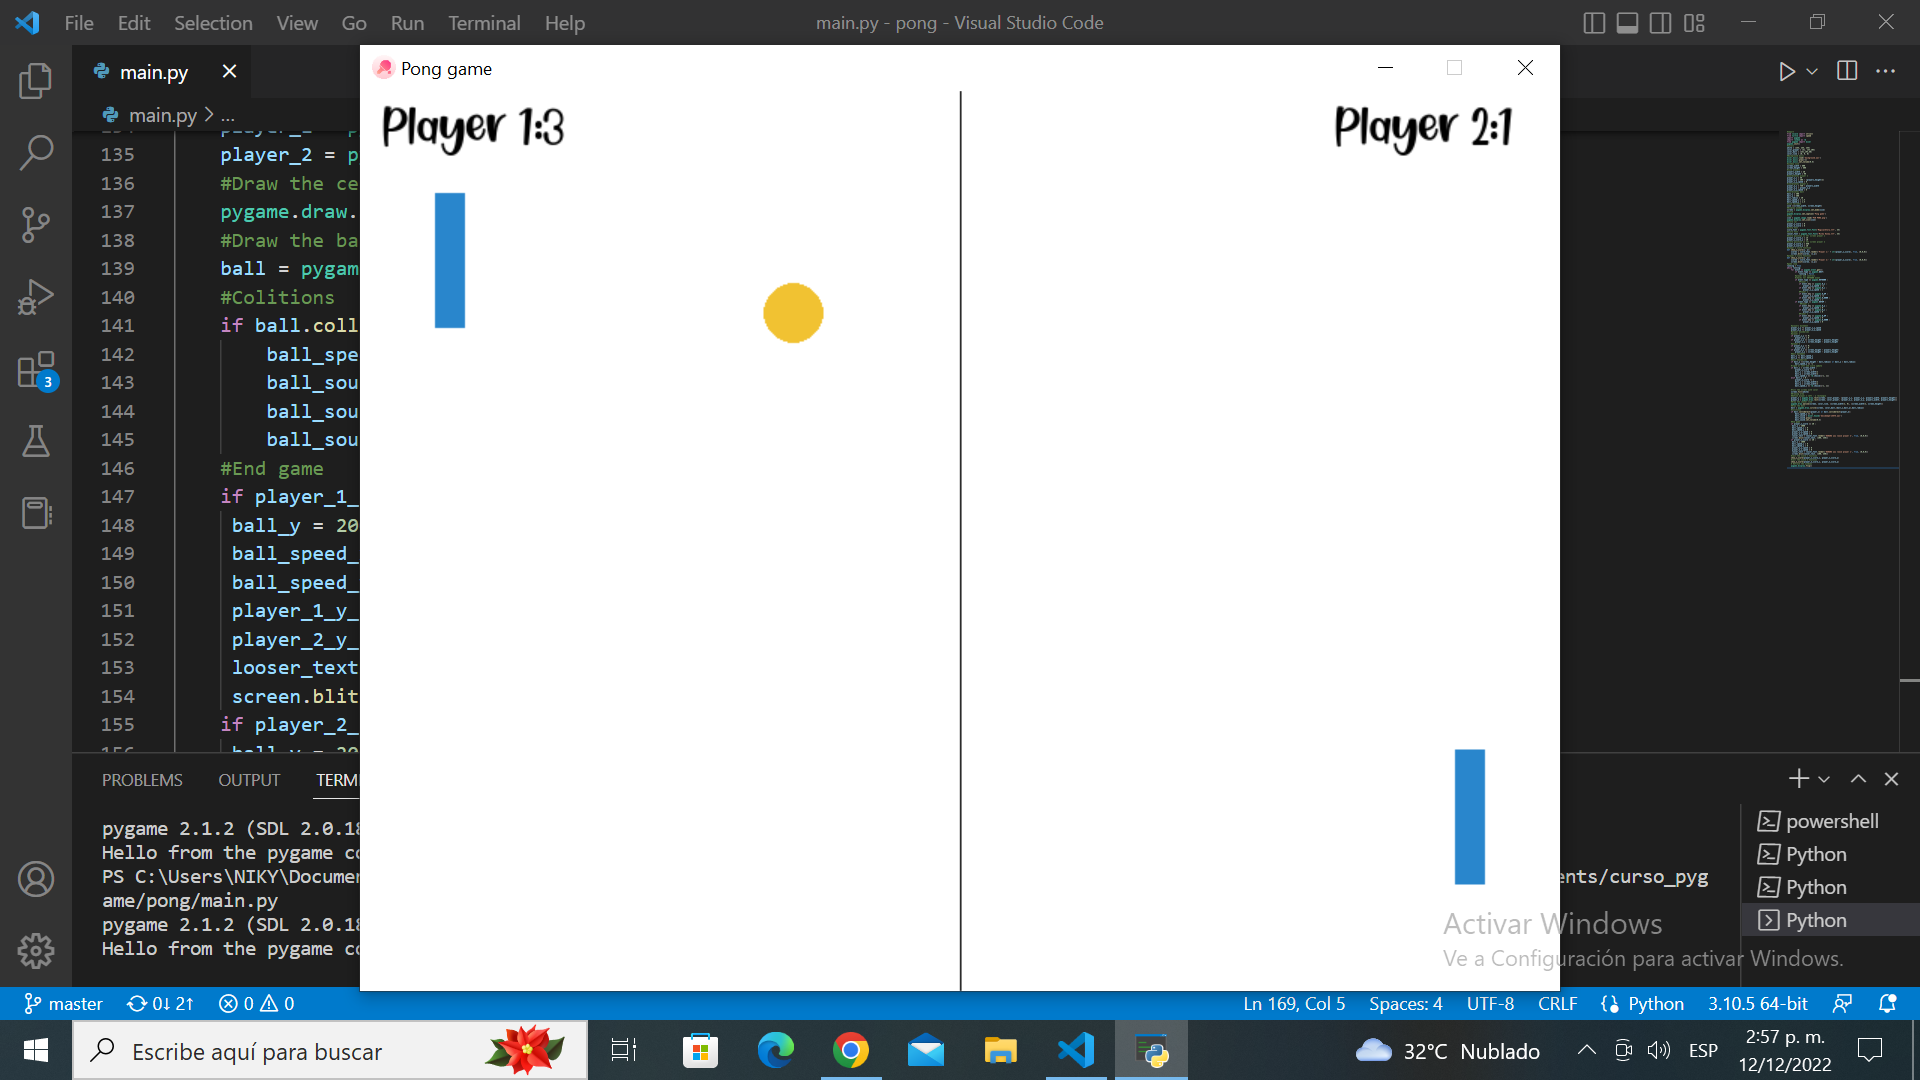 File Edit Selection View Go Run Terminal Help
main.py - pong - Visual Studio Code
main.py
main.py > ...
Pong game
Player 1:3
Player 2:1
135 player_2 = p
136 #Draw the ce
137 pygame.draw.
138 #Draw the ba
139 ball = pygam
140 #Colitions
141 if ball.coll
142 ball_spe
143 ball_sou
144 ball_sou
145 ball_sou
146 #End game
147 if player_1_
148 ball_y = 20
149 ball_speed_
150 ball_speed_
151 player_1_y_
152 player_2_y_
153 looser_text
154 screen.blit
155 if player_2_
PROBLEMS OUTPUT TERM
pygame 2.1.2 (SDL 2.0.18
Hello from the pygame co
PS C:\Users\NIKY\Documen
ents/curso_pyg
ame/pong/main.py
pygame 2.1.2 (SDL 2.0.18
Hello from the pygame co
powershell
Python
Python
Python
Activar Windows
Ve a Configuración para activar Windows.
3
master 0↓ 2↑ 0 0
Ln 169, Col 5 Spaces: 4 UTF-8 CRLF Python 3.10.5 64-bit
Escribe aquí para buscar
32°C Nublado
ESP
2:57 p. m.
12/12/2022